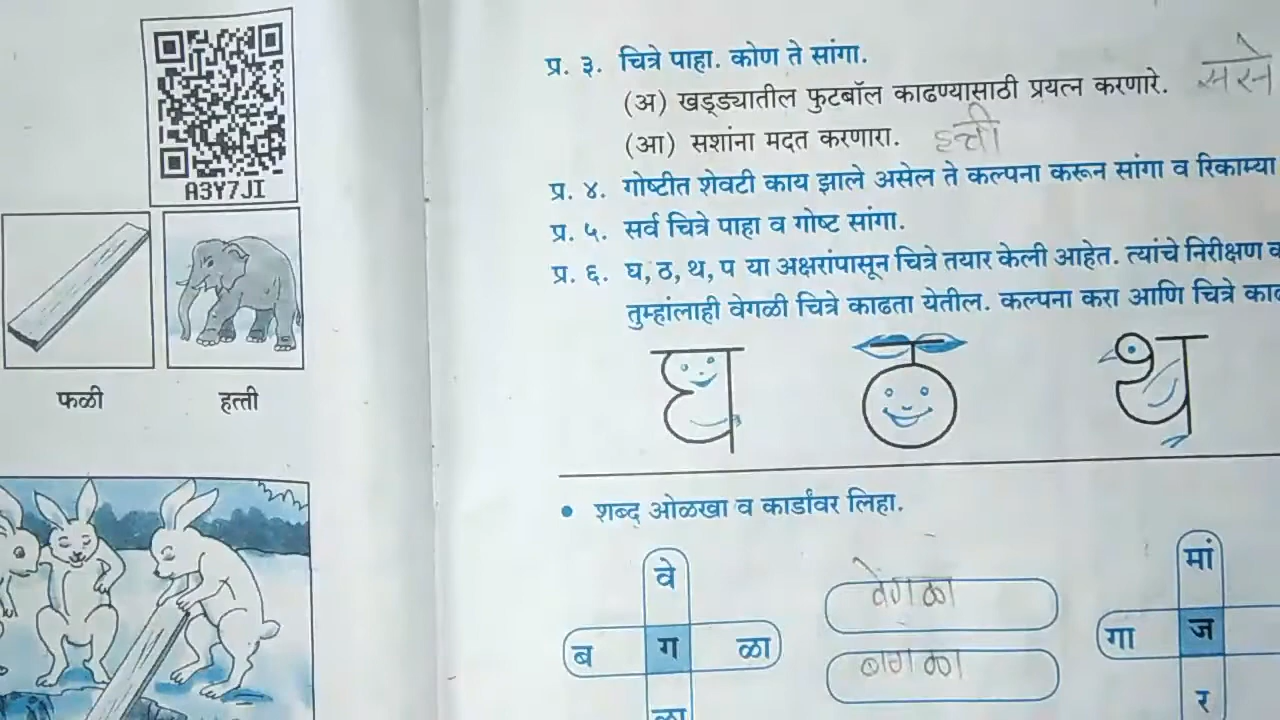 A3Y7JI
फळी
हत्ती
प्र. ३. चित्रे पाहा. कोण ते सांगा.
(अ) खड्ड्यातील फुटबॉल काढण्यासाठी प्रयत्न करणारे. ससे
(आ) सशांना मदत करणारा. हत्ती
प्र. ४. गोष्टीत शेवटी काय झाले असेल ते कल्पना करून सांगा व रिकाम्या
प्र. ५. सर्व चित्रे पाहा व गोष्ट सांगा.
प्र. ६. घ, ठ, थ, प या अक्षरांपासून चित्रे तयार केली आहेत. त्यांचे निरीक्षण
तुम्हांलाही वेगळी चित्रे काढता येतील. कल्पना करा आणि चित्रे
घ ठ थ
• शब्द ओळखा व कार्डांवर लिहा.
वे
ब ग ळा
ळा
वेगळा
बगळा
मां
गा ज
र